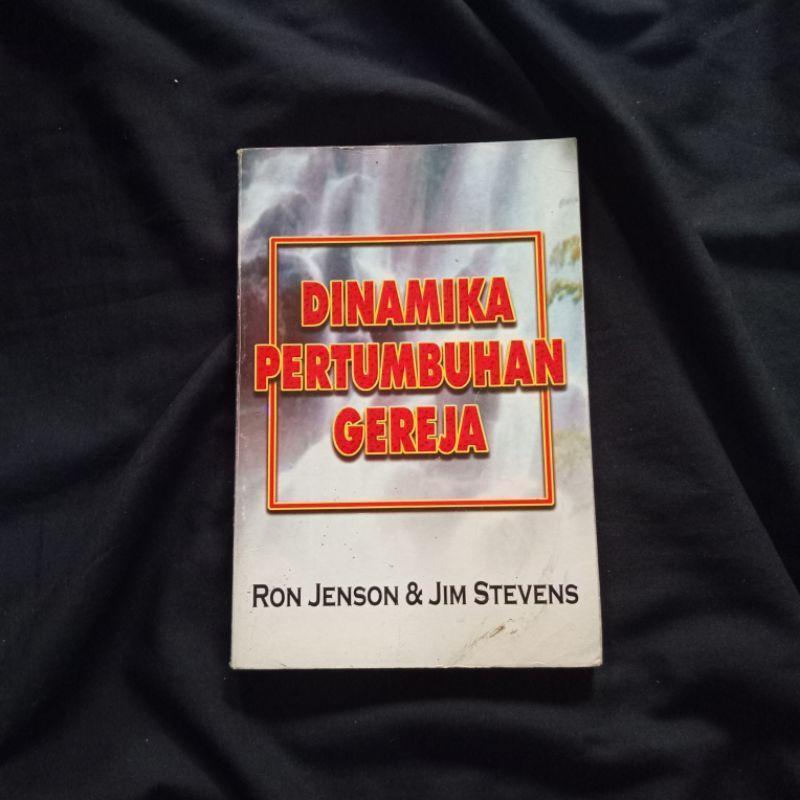 DINAMIKA
PERTUMBUHAN
GEREJA
RON JENSON & JIM STEVENS